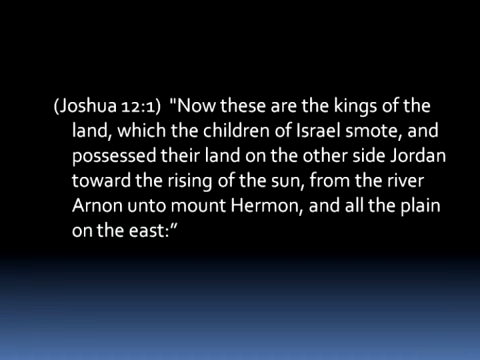 (Joshua 12:1)  "Now these are the kings of the
land, which the children of Israel smote, and
possessed their land on the other side Jordan
toward the rising of the sun, from the river
Arnon unto mount Hermon, and all the plain
on the east:”